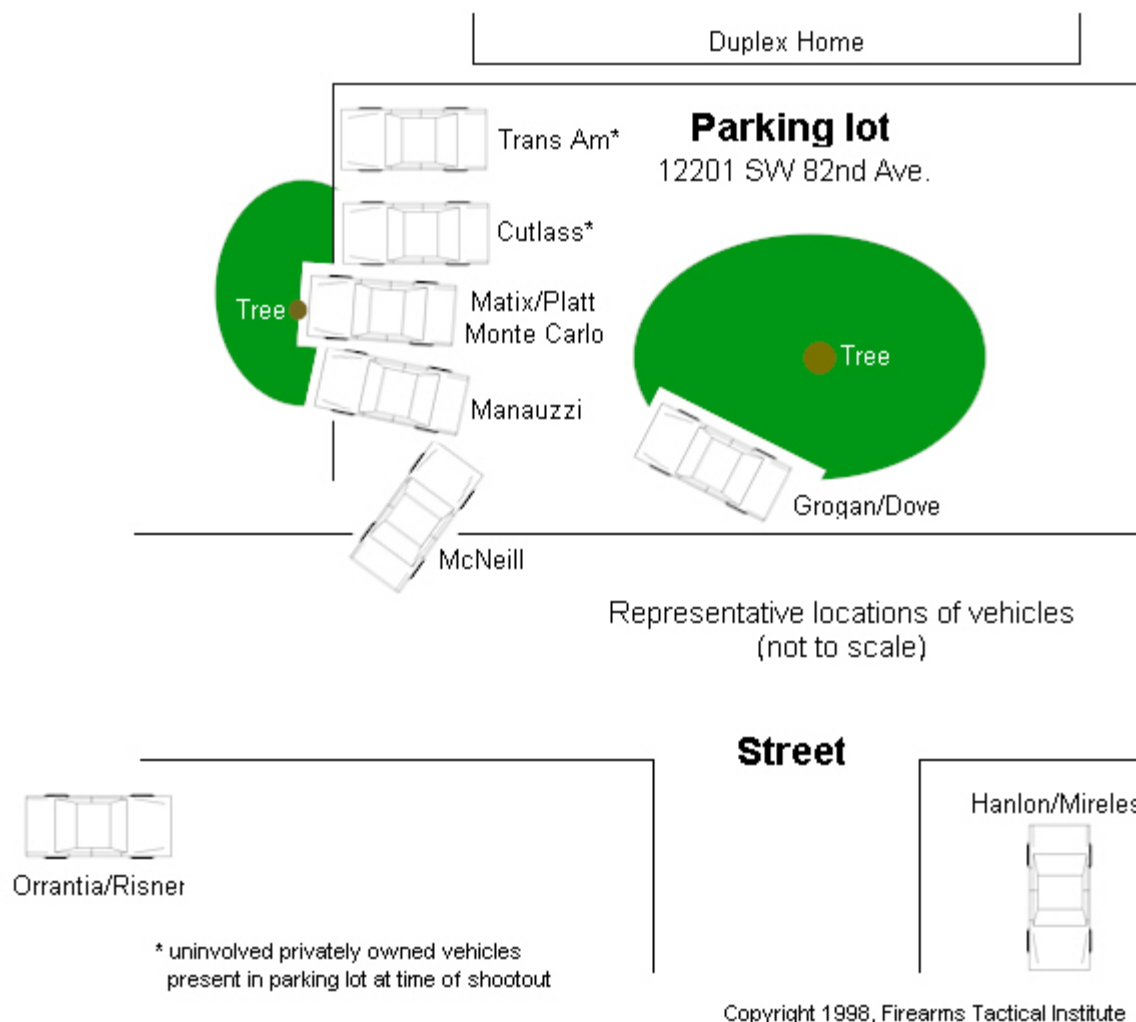 Duplex Home
Parking lot
12201 SW 82nd Ave.
Trans Am*
Cutlass*
Tree
Matix/Platt
Monte Carlo
Tree
Manauzzi
Grogan/Dove
McNeill
Representative locations of vehicles
(not to scale)
Street
Hanlon/Mireles
Orrantia/Risner
* uninvolved privately owned vehicles
present in parking lot at time of shootout
Copyright 1998, Firearms Tactical Institute